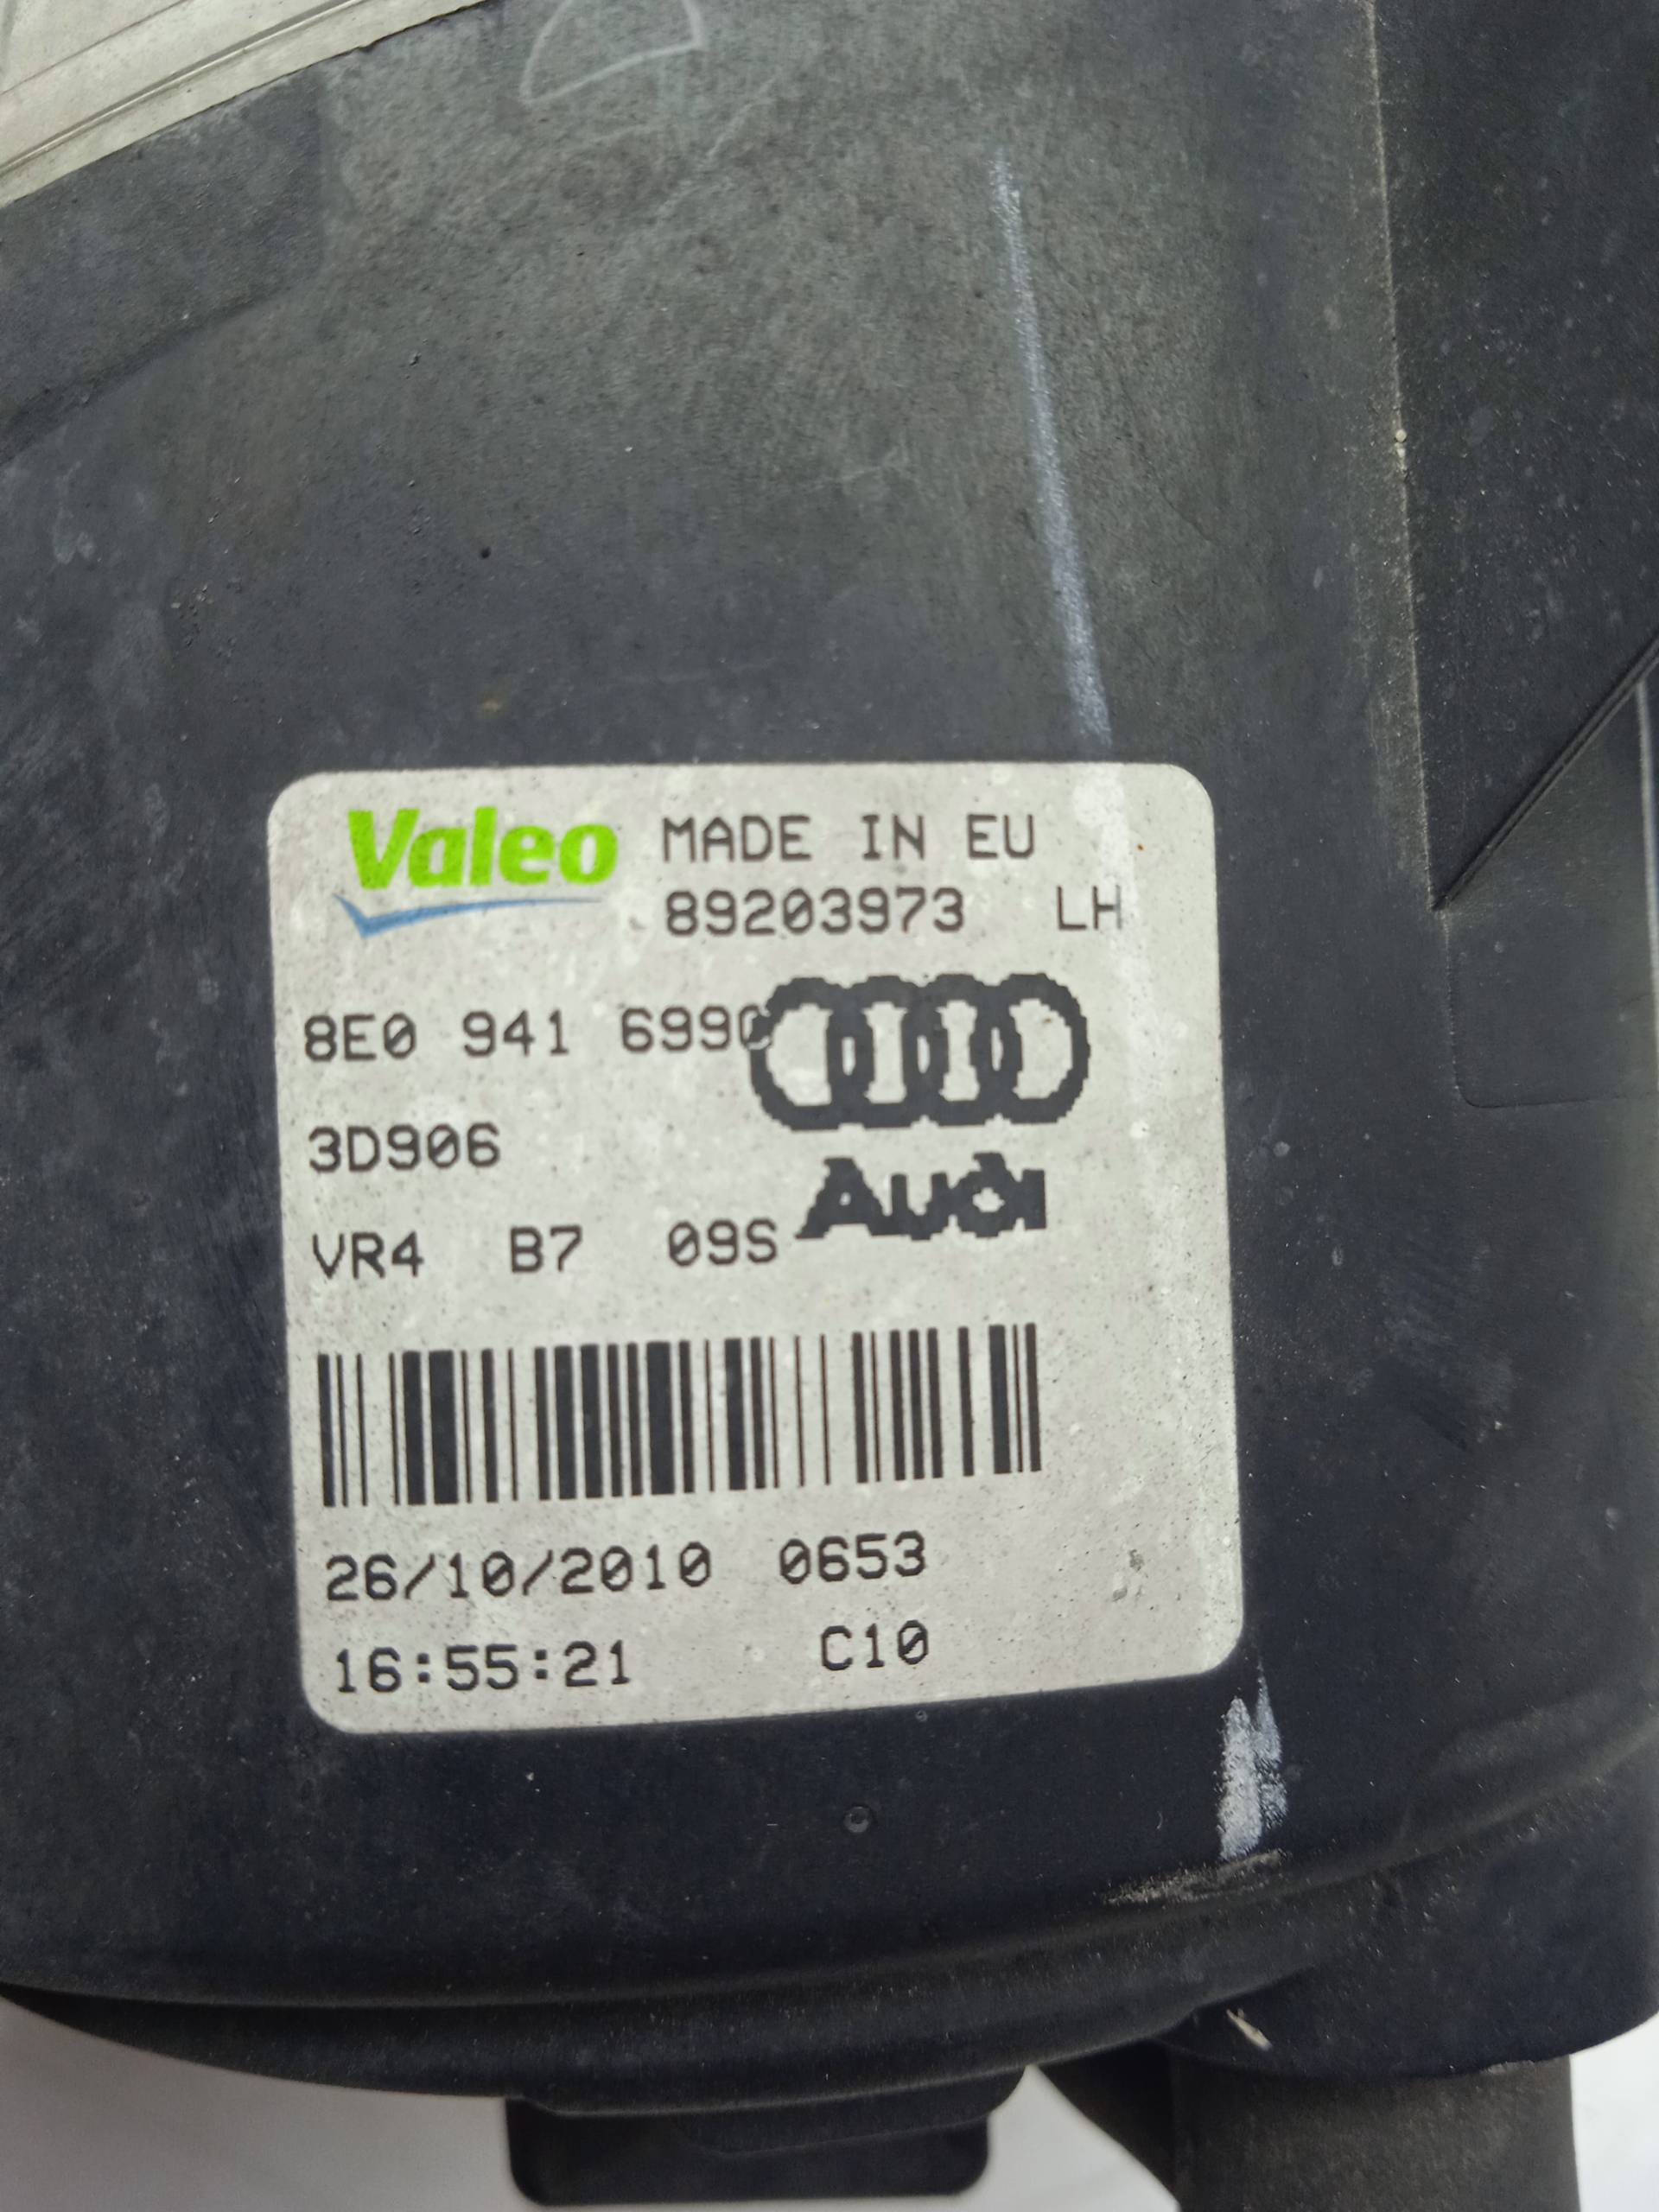 Valeo MADE IN EU
89203973 LH
8E0 941 699
3D906
Audi
VR4 B7 09S
26/10/2010 0653
16:55:21 C10